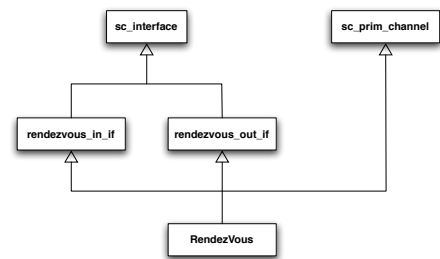 sc_interface
sc_prim_channel
rendezvous_in_if
rendezvous_out_if
RendezVous